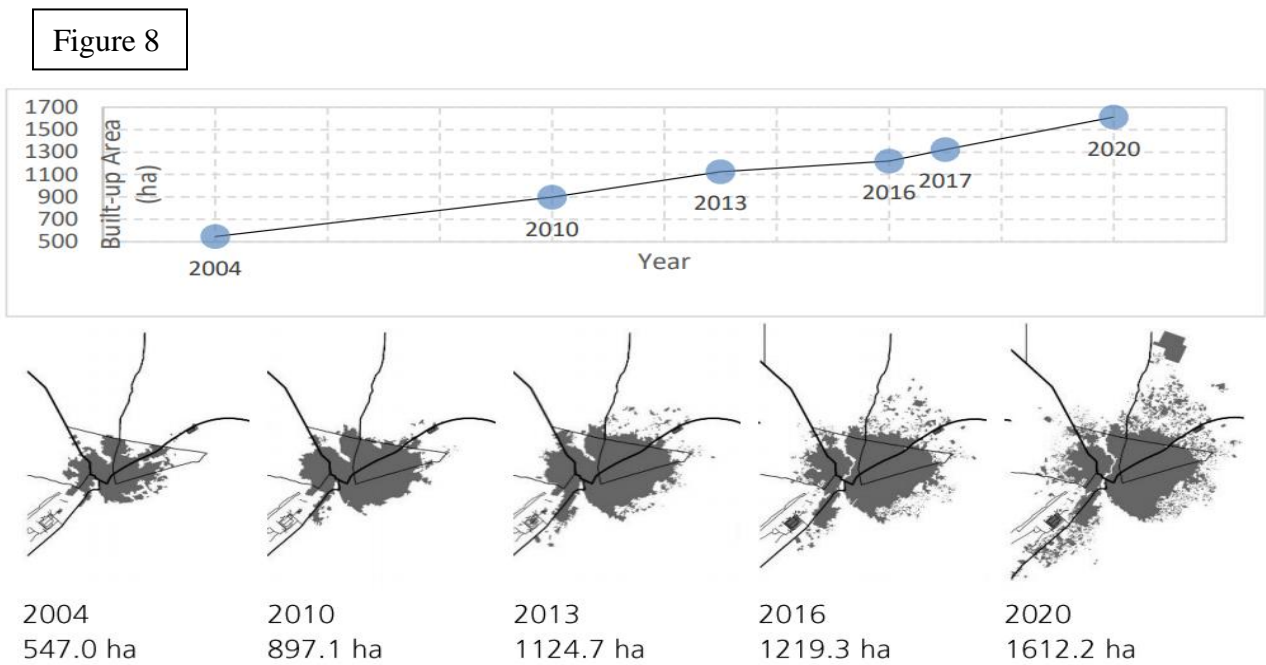 Figure 8
1700
1500
1300
1100
900
700
500
Built-up Area
(ha)
2004
2010
2013
2016
2017
2020
Year
2004
547.0 ha
2010
897.1 ha
2013
1124.7 ha
2016
1219.3 ha
2020
1612.2 ha